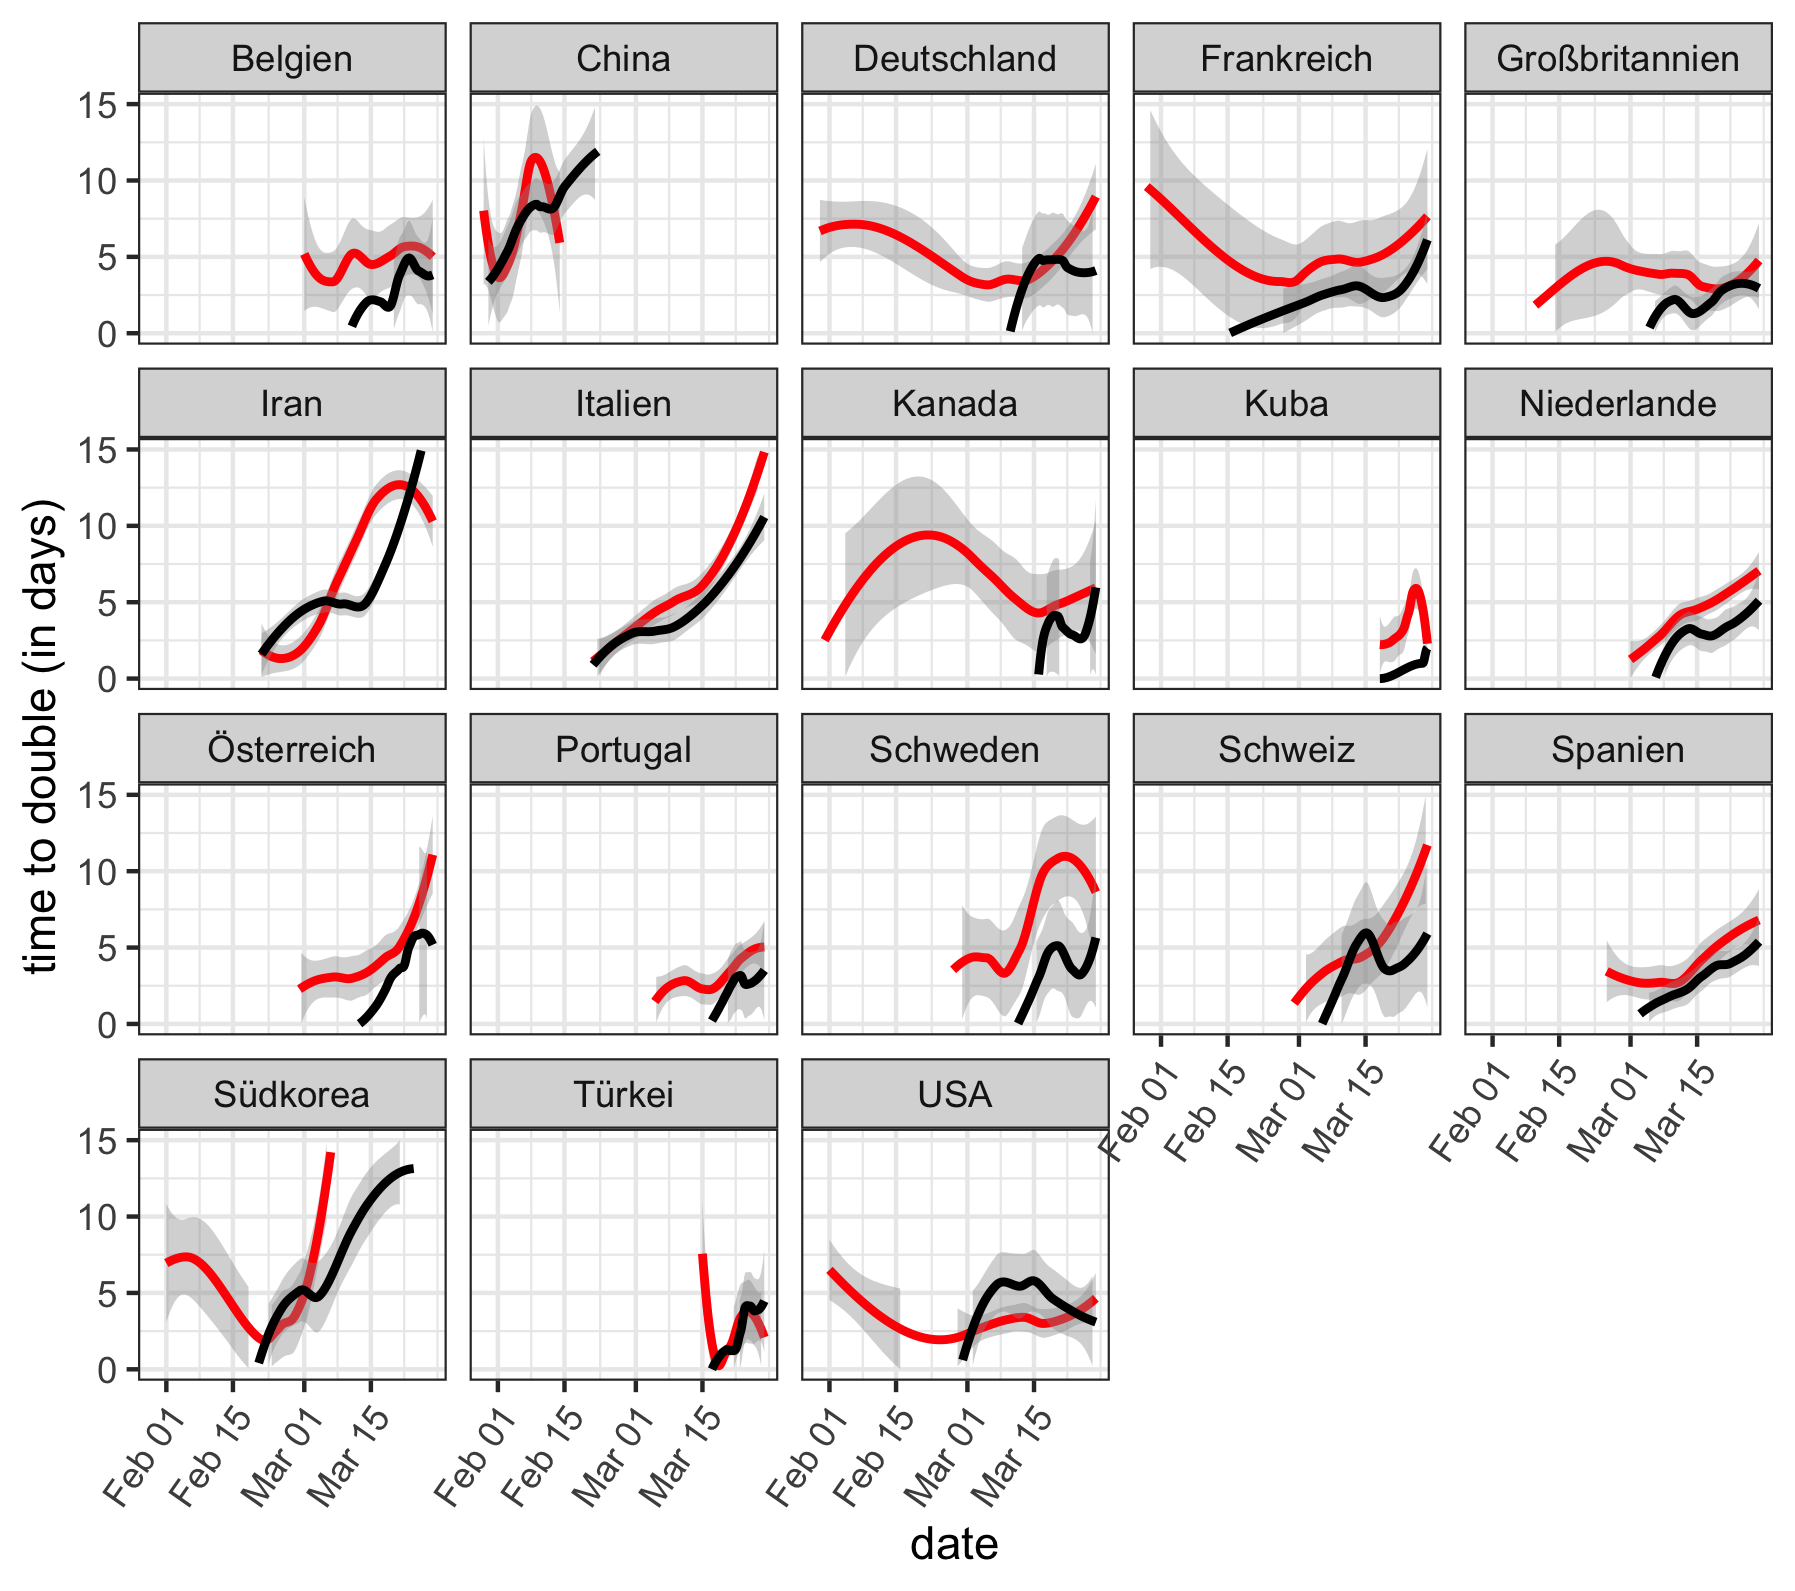 Belgien China Deutschland Frankreich Großbritannien
15
10
5
0
Iran Italien Kanada Kuba Niederlande
15
10
5
0
time to double (in days)
Österreich Portugal Schweden Schweiz Spanien
15
10
5
0
Feb 01 Feb 15 Mar 01 Mar 15 Feb 01 Feb 15 Mar 01 Mar 15
Südkorea Türkei USA
15
10
5
0
Feb 01 Feb 15 Mar 01 Mar 15 Feb 01 Feb 15 Mar 01 Mar 15 Feb 01 Feb 15 Mar 01 Mar 15
date